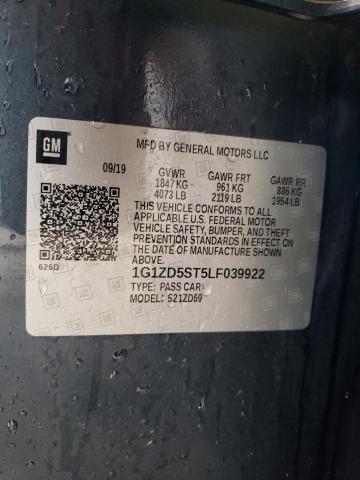 GM
MFD BY GENERAL MOTORS LLC
09/19
GVWR GAWR FRT GAWR RR
1847 KG 961 KG 886 KG
4073 LB 2119 LB 1954 LB
THIS VEHICLE CONFORMS TO ALL
APPLICABLE U.S. FEDERAL MOTOR
VEHICLE SAFETY, BUMPER, AND THEFT
PREVENTION STANDARDS IN EFFECT ON
THE DATE OF MANUFACTURE SHOWN
ABOVE.
626D
1G1ZD5ST5LF039922
TYPE: PASS CAR
MODEL: S21ZD69